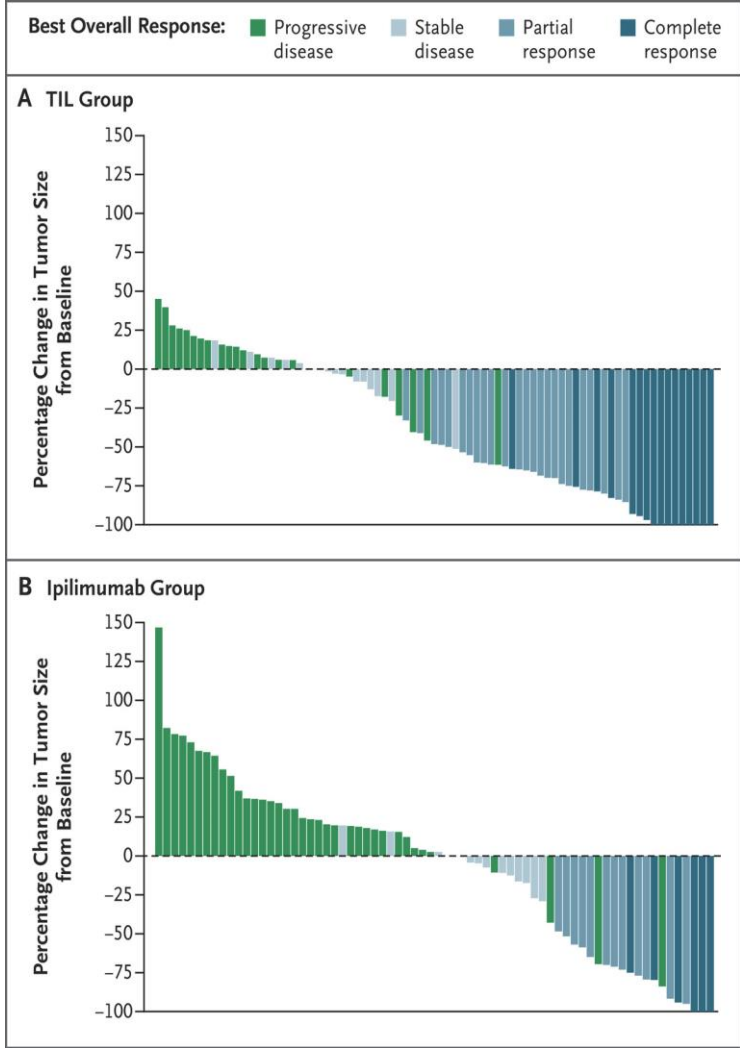 Best Overall Response:
Progressive disease
Stable disease
Partial response
Complete response
A TIL Group
Percentage Change in Tumor Size
from Baseline
150
125
100
75
50
25
0
−25
−50
−75
−100
B Ipilimumab Group
Percentage Change in Tumor Size
from Baseline
150
125
100
75
50
25
0
−25
−50
−75
−100